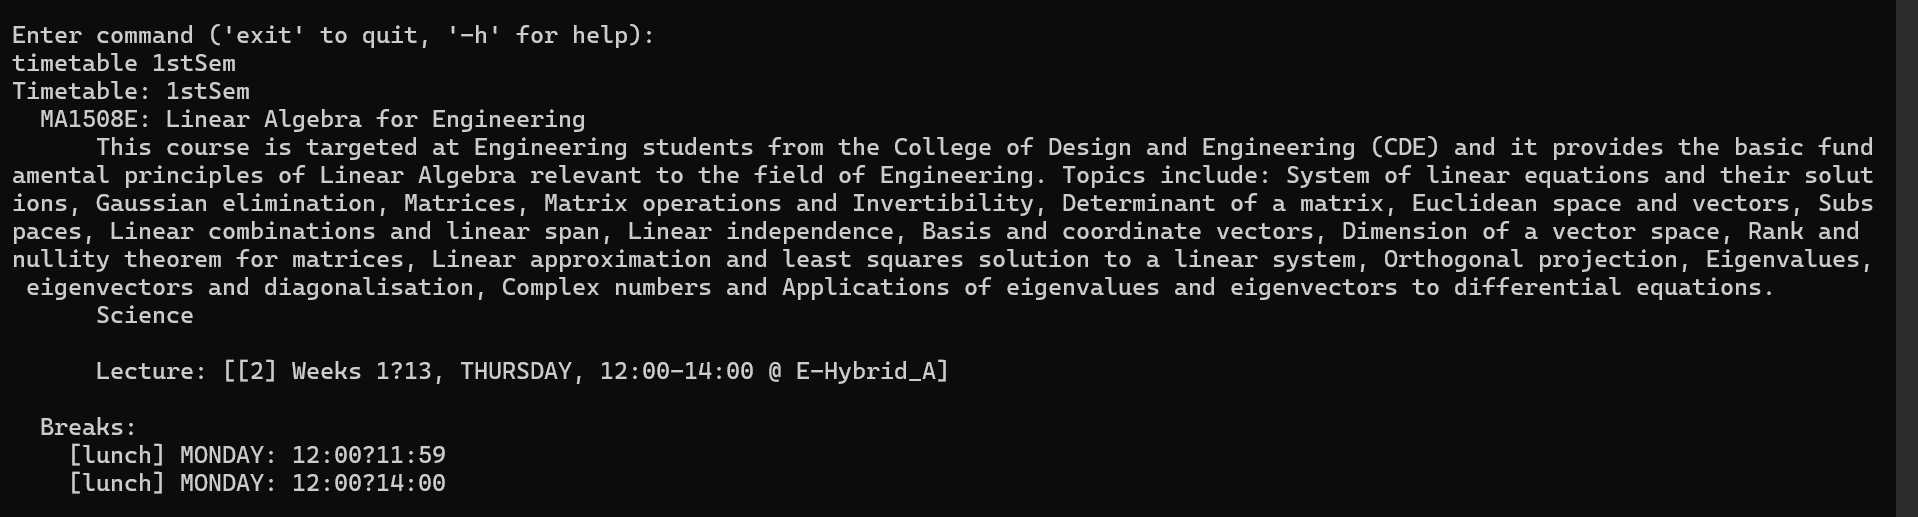 Enter command ('exit' to quit, '-h' for help):
timetable 1stSem
Timetable: 1stSem
MA1508E: Linear Algebra for Engineering
This course is targeted at Engineering students from the College of Design and Engineering (CDE) and it provides the basic fund
amental principles of Linear Algebra relevant to the field of Engineering. Topics include: System of linear equations and their solut
ions, Gaussian elimination, Matrices, Matrix operations and Invertibility, Determinant of a matrix, Euclidean space and vectors, Subs
paces, Linear combinations and linear span, Linear independence, Basis and coordinate vectors, Dimension of a vector space, Rank and
nullity theorem for matrices, Linear approximation and least squares solution to a linear system, Orthogonal projection, Eigenvalues,
eigenvectors and diagonalisation, Complex numbers and Applications of eigenvalues and eigenvectors to differential equations.
Science
Lecture: [[2] Weeks 1?13, THURSDAY, 12:00-14:00 @ E-Hybrid_A]
Breaks:
[lunch] MONDAY: 12:00?11:59
[lunch] MONDAY: 12:00?14:00